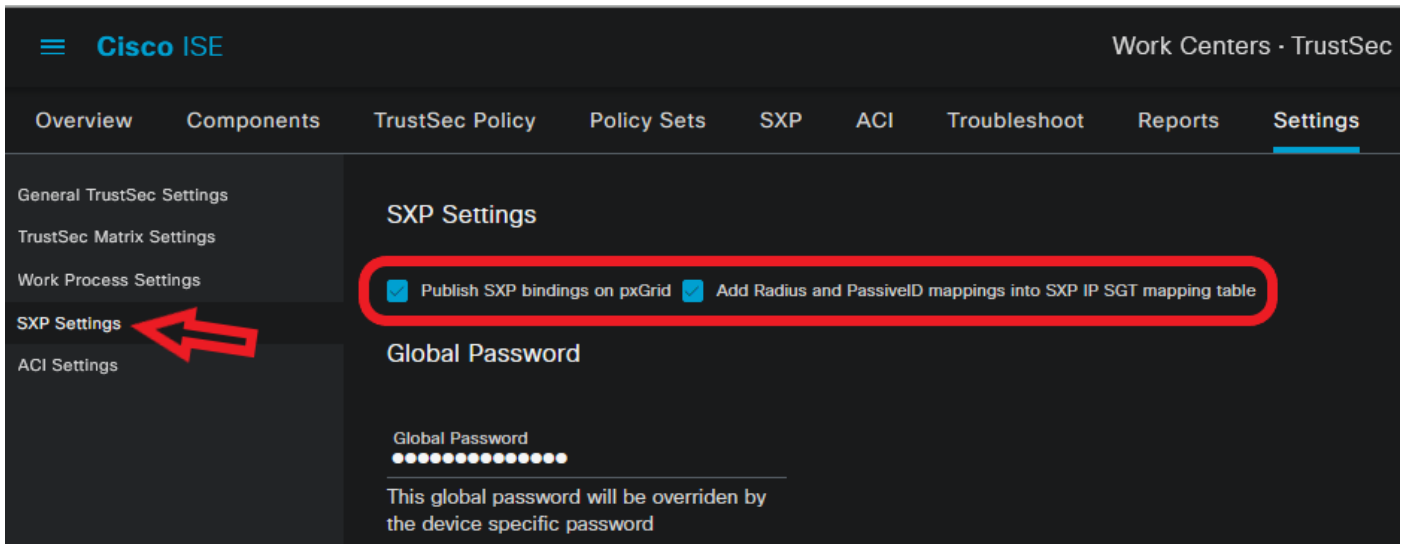 Cisco ISE
Work Centers · TrustSec
Overview Components TrustSec Policy Policy Sets SXP ACI Troubleshoot Reports Settings
General TrustSec Settings
TrustSec Matrix Settings
Work Process Settings
SXP Settings
ACI Settings
SXP Settings
Publish SXP bindings on pxGrid Add Radius and PassiveID mappings into SXP IP SGT mapping table
Global Password
Global Password
●●●●●●●●●●●●●●
This global password will be overriden by
the device specific password